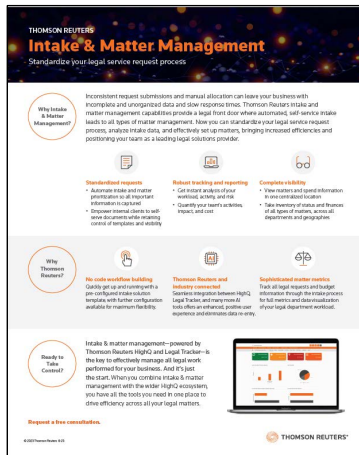 THOMSON REUTERS
Intake & Matter Management
Standardize your legal service request process
Why Intake
& Matter
Management?
Inconsistent request submissions and manual allocation can leave your business with
incomplete and unorganized data and slow response times. Thomson Reuters intake and
matter management capabilities provide a legal front door where automated, self-service intake
leads to all types of matter management. Now you can standardize your legal service request
process, analyze intake data, and effectively set up matters, bringing increased efficiencies and
positioning your team as a leading legal solutions provider.
Standardized requests
• Automate intake and matter
prioritization so all important
information is captured
• Empower internal clients to self-
serve documents while retaining
control of templates and visibility
Robust tracking and reporting
• Get instant analysis of your
workload, activity, and risk
• Quantify your team's activities,
impact, and cost
Complete visibility
• View matters and spend information
in one centralized location
• Take inventory of status and finances
of all types of matters, across all
departments and geographies
Why
Thomson
Reuters?
No code workflow building
Quickly get up and running with a
pre-configured intake solution
template, with further configuration
available for maximum flexibility.
Thomson Reuters and
industry connected
Seamless integration between HighQ,
Legal Tracker, and many more AI
tools offers an enhanced, positive user
experience and eliminates data re-entry.
Sophisticated matter metrics
Track all legal requests and budget
information through the intake process
for full metrics and data visualization
of your legal department workload.
Ready to
Take
Control?
Intake & matter management—powered by
Thomson Reuters HighQ and Legal Tracker—is
the key to effectively manage all legal work
performed for your business. And it's just
the start. When you combine intake & matter
management with the wider HighQ ecosystem,
you have all the tools you need in one place to
drive efficiency across all your legal matters.
Request a free consultation.
THOMSON REUTERS®